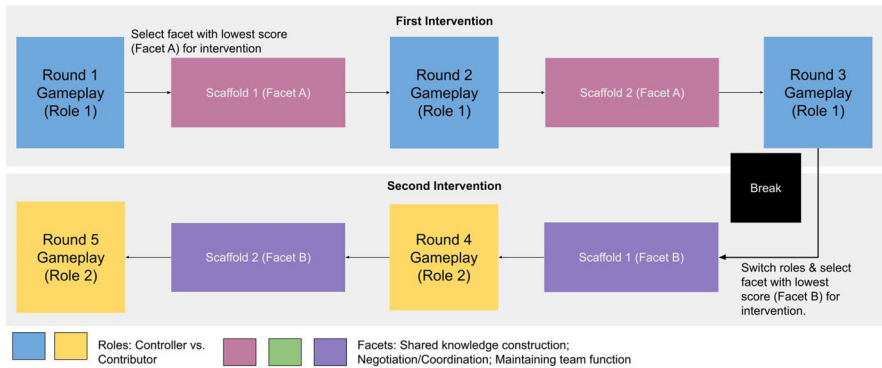 First Intervention
Select facet with lowest score
(Facet A) for intervention
Round 1
Gameplay
(Role 1)
Scaffold 1 (Facet A)
Round 2
Gameplay
(Role 1)
Scaffold 2 (Facet A)
Round 3
Gameplay
(Role 1)
Break
Second Intervention
Round 5
Gameplay
(Role 2)
Scaffold 2 (Facet B)
Round 4
Gameplay
(Role 2)
Scaffold 1 (Facet B)
Switch roles & select
facet with lowest
score (Facet B) for
intervention.
Roles: Controller vs.
Contributor
Facets: Shared knowledge construction;
Negotiation/Coordination; Maintaining team function